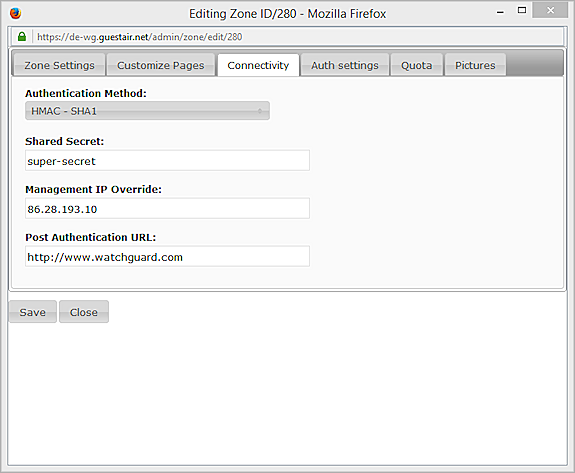 Editing Zone ID/280 - Mozilla Firefox
https://de-wg.guestair.net/admin/zone/edit/280
Zone Settings Customize Pages Connectivity Auth settings Quota Pictures
Authentication Method:
HMAC - SHA1
Shared Secret:
super-secret
Management IP Override:
86.28.193.10
Post Authentication URL:
http://www.watchguard.com
Save Close